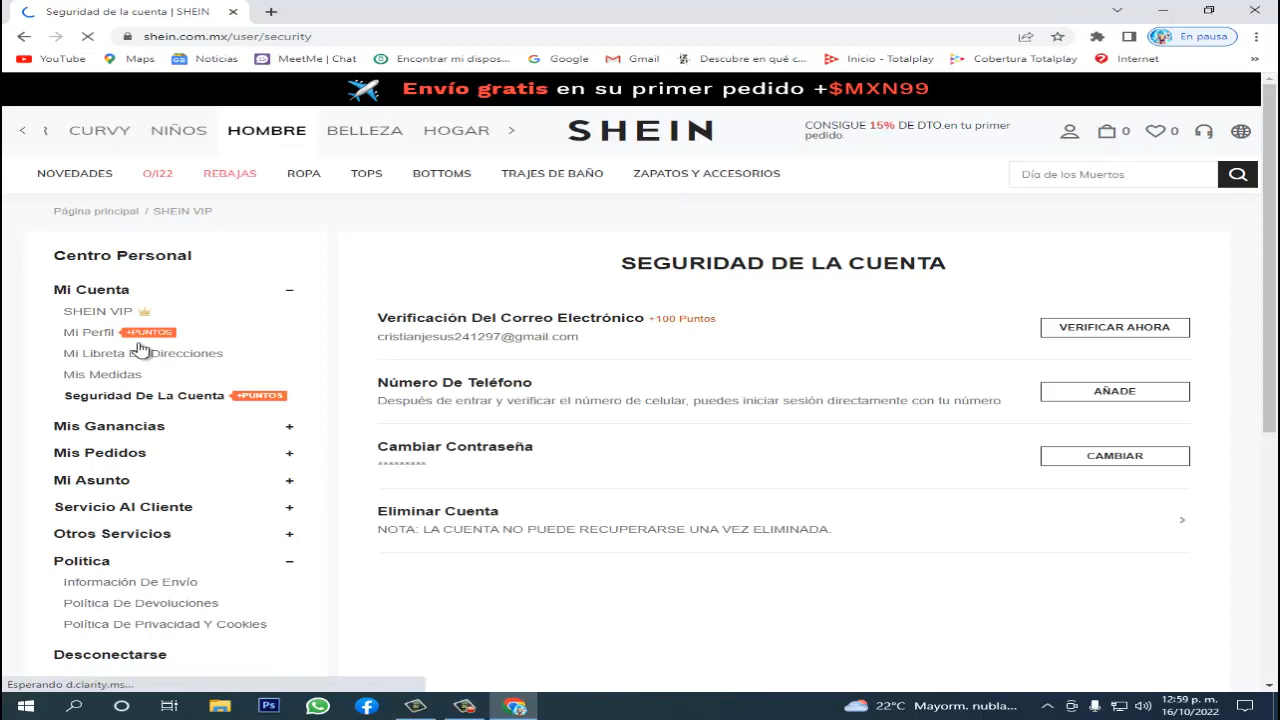 Seguridad de la cuenta | SHEIN
shein.com.mx/user/security
En pausa
YouTube
Maps
Noticias
MeetMe | Chat
Encontrar mi dispos...
Google
Gmail
Descubre en qué c...
Inicio - Totalplay
Cobertura Totalplay
Internet
»
Envío gratis en su primer pedido +$MXN99
CURVY
NIÑOS
HOMBRE
BELLEZA
HOGAR
SHEIN
CONSIGUE 15% DE DTO.en tu primer
pedido
0
0
NOVEDADES
O/I22
REBAJAS
ROPA
TOPS
BOTTOMS
TRAJES DE BAÑO
ZAPATOS Y ACCESORIOS
Día de los Muertos
Página principal / SHEIN VIP
Centro Personal
Mi Cuenta −
SHEIN VIP
Mi Perfil +PUNTOS
Mi Libreta Direcciones
Mis Medidas
Seguridad De La Cuenta +PUNTOS
Mis Ganancias +
Mis Pedidos +
Mi Asunto +
Servicio Al Cliente +
Otros Servicios +
Política −
Información De Envío
Política De Devoluciones
Política De Privacidad Y Cookies
Desconectarse
SEGURIDAD DE LA CUENTA
Verificación Del Correo Electrónico +100 Puntos
cristianjesus241297@gmail.com
VERIFICAR AHORA
Número De Teléfono
Después de entrar y verificar el número de celular, puedes iniciar sesión directamente con tu número
AÑADE
Cambiar Contraseña
*********
CAMBIAR
Eliminar Cuenta
NOTA: LA CUENTA NO PUEDE RECUPERARSE UNA VEZ ELIMINADA.
Esperando d.clarity.ms...
Ps
22°C Mayorm. nubla...
12:59 p. m.
16/10/2022